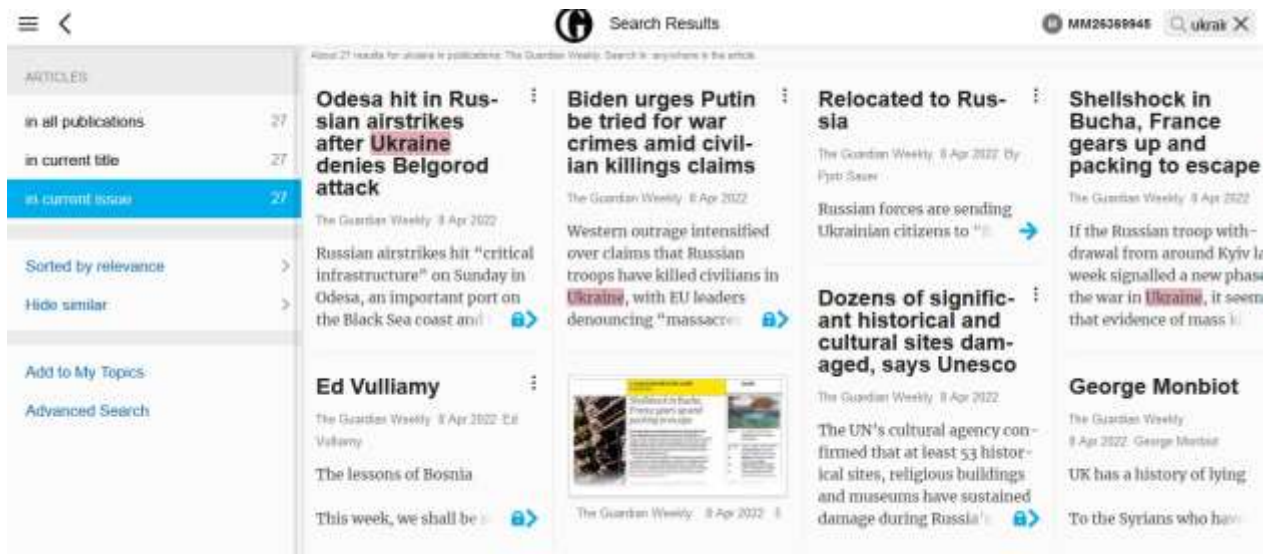 Search Results
MM26369945
ukrai
About 27 results for ukraine in publications: The Guardian Weekly; Search in: anywhere in the article.
ARTICLES
in all publications 27
in current title 27
in current issue 27
Sorted by relevance
Hide similar
Add to My Topics
Advanced Search
Odesa hit in Rus-
sian airstrikes
after Ukraine
denies Belgorod
attack
The Guardian Weekly 8 Apr 2022
Russian airstrikes hit "critical
infrastructure" on Sunday in
Odesa, an important port on
the Black Sea coast and
Ed Vulliamy
The Guardian Weekly 8 Apr 2022 Ed
Vulliamy
The lessons of Bosnia
This week, we shall be
Biden urges Putin
be tried for war
crimes amid civil-
ian killings claims
The Guardian Weekly 8 Apr 2022
Western outrage intensified
over claims that Russian
troops have killed civilians in
Ukraine, with EU leaders
denouncing "massacre
Shellshock in Bucha,
France gears up and
packing to escape
The Guardian Weekly 8 Apr 2022
Relocated to Rus-
sia
The Guardian Weekly 8 Apr 2022 By
Pjotr Sauer
Russian forces are sending
Ukrainian citizens to "
Dozens of signific-
ant historical and
cultural sites dam-
aged, says Unesco
The Guardian Weekly 8 Apr 2022
The UN's cultural agency con-
firmed that at least 53 histor-
ical sites, religious buildings
and museums have sustained
damage during Russia'
Shellshock in
Bucha, France
gears up and
packing to escape
The Guardian Weekly 8 Apr 2022
If the Russian troop with-
drawal from around Kyiv la
week signalled a new phase
the war in Ukraine, it seem
that evidence of mass
George Monbiot
The Guardian Weekly
8 Apr 2022 George Monbiot
UK has a history of lying
To the Syrians who hav